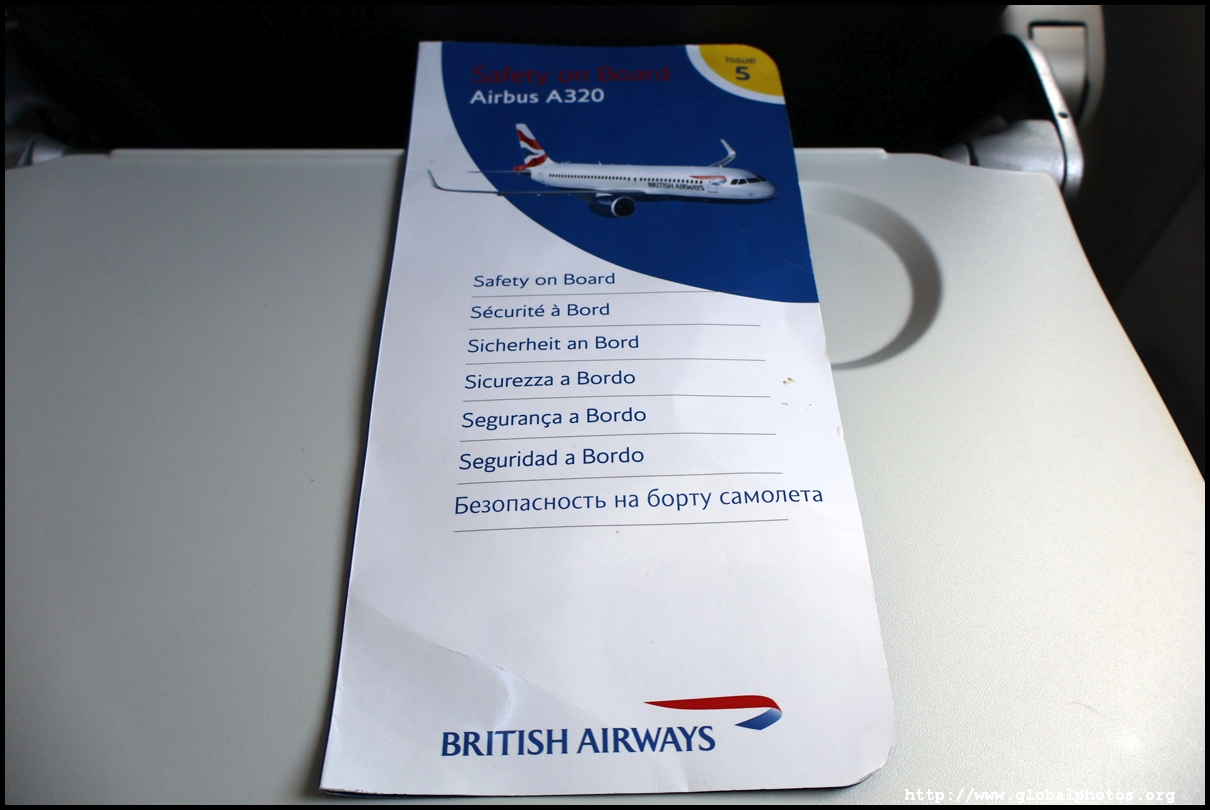 Safety on Board
Issue
5
Airbus A320
BRITISH AIRWAYS
Safety on Board
Sécurité à Bord
Sicherheit an Bord
Sicurezza a Bordo
Segurança a Bordo
Seguridad a Bordo
Безопасность на борту самолета
BRITISH AIRWAYS
http://www.globalphotos.org